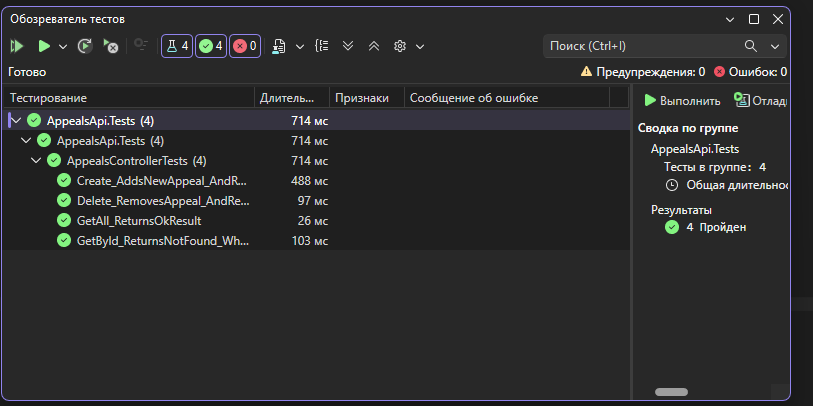 Обозреватель тестов
4 4 0
Поиск (Ctrl+I)
Готово
Предупреждения: 0 Ошибок: 0
Тестирование Длитель... Признаки Сообщение об ошибке
AppealsApi.Tests (4) 714 мс
AppealsApi.Tests (4) 714 мс
AppealsControllerTests (4) 714 мс
Create_AddsNewAppeal_AndR... 488 мс
Delete_RemovesAppeal_AndRe... 97 мс
GetAll_ReturnsOkResult 26 мс
GetById_ReturnsNotFound_Wh... 103 мс
Выполнить Отлад
Сводка по группе
AppealsApi.Tests
Тесты в группе: 4
Общая длительнос
Результаты
4 Пройден